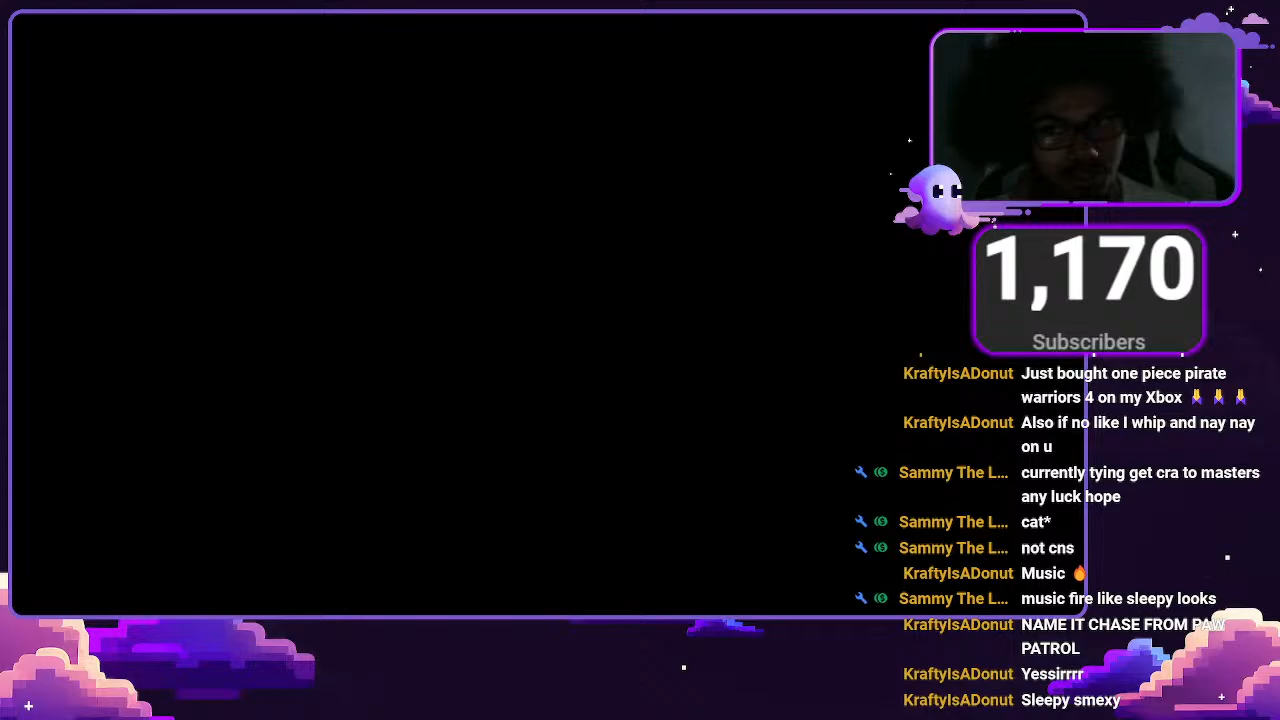 1,170
Subscribers
KraftyIsADonut Just bought one piece pirate
warriors 4 on my Xbox
KraftyIsADonut Also if no like I whip and nay nay
on u
Sammy The L... currently tying get cra to masters
any luck hope
Sammy The L... cat*
Sammy The L... not cns
KraftyIsADonut Music 🔥
Sammy The L... music fire like sleepy looks
KraftyIsADonut NAME IT CHASE FROM PAW
PATROL
KraftyIsADonut Yessirrrr
KraftyIsADonut Sleepy smexy